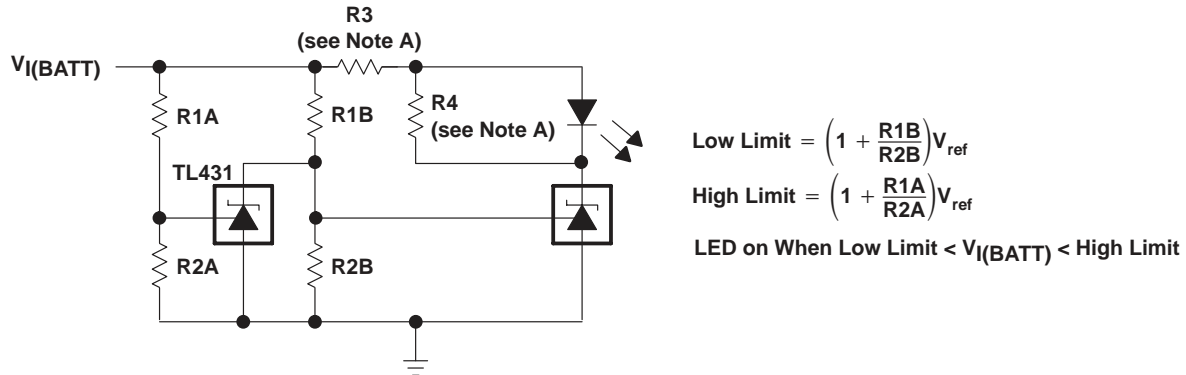 R3
(see Note A)
VI(BATT)
R1A
R1B
R4
(see Note A)
TL431
R2A
R2B
Low Limit = (1 + R1B/R2B)Vref
High Limit = (1 + R1A/R2A)Vref
LED on When Low Limit < VI(BATT) < High Limit